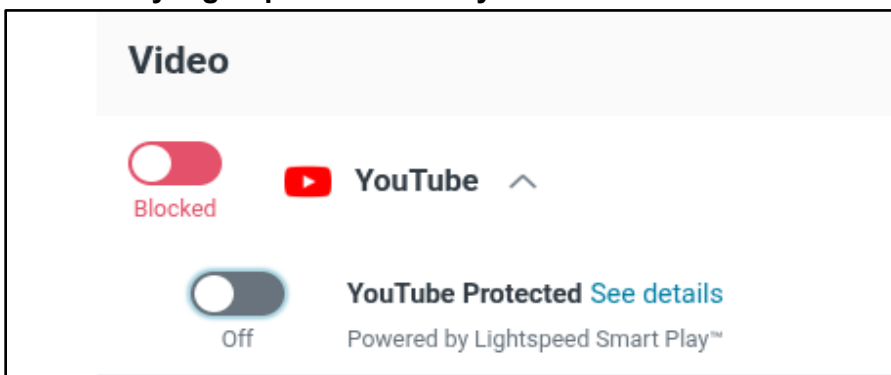 Video
YouTube
Blocked
YouTube Protected See details
Off
Powered by Lightspeed Smart Play™